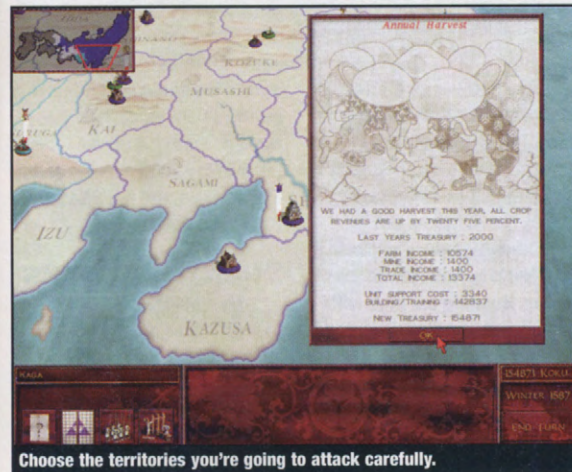 Annual Harvest
KOZUKE
MUSASHI
KAI
SAGAMI
IZU
KAZUSA
WE HAD A GOOD HARVEST THIS YEAR, ALL CROP
REVENUES ARE UP BY TWENTY FIVE PERCENT.
LAST YEARS TREASURY : 2000
FARM INCOME : 10574
MINE INCOME : 1400
TRADE INCOME : 1400
TOTAL INCOME : 13374
UNIT SUPPORT COST : 3340
BUILDING/TRAINING : 142837
NEW TREASURY : 154871
OK
KAGA
154871 KOKU
WINTER 1587
END TURN
Choose the territories you're going to attack carefully.